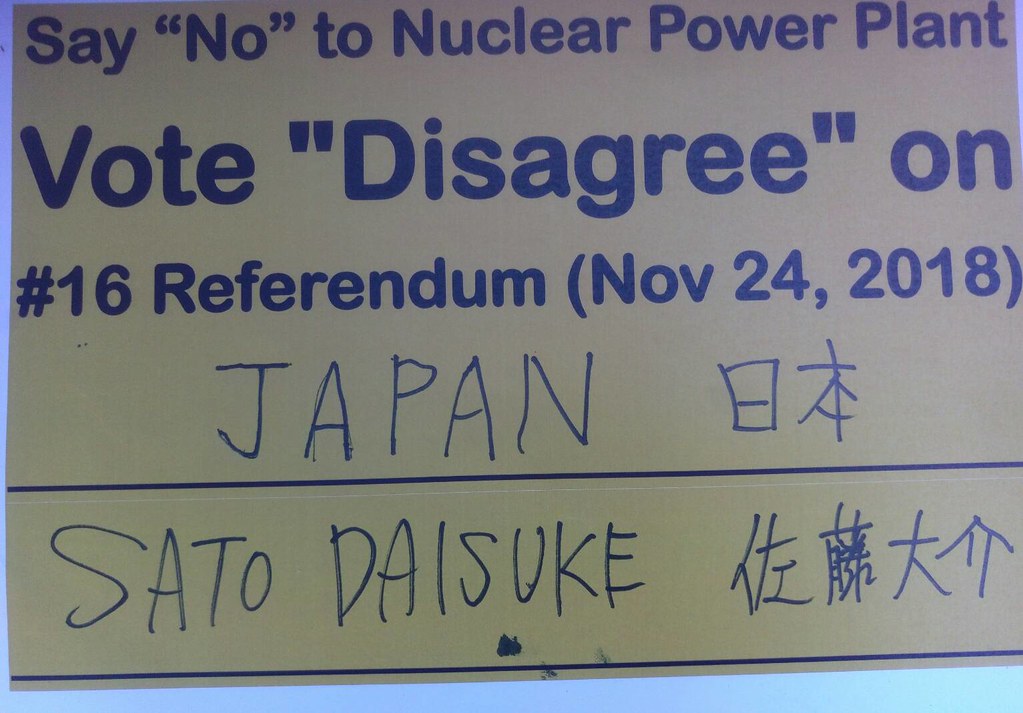 Say “No” to Nuclear Power Plant
Vote "Disagree" on
#16 Referendum (Nov 24, 2018)
JAPAN 日本
SATO DAISUKE 佐藤大介